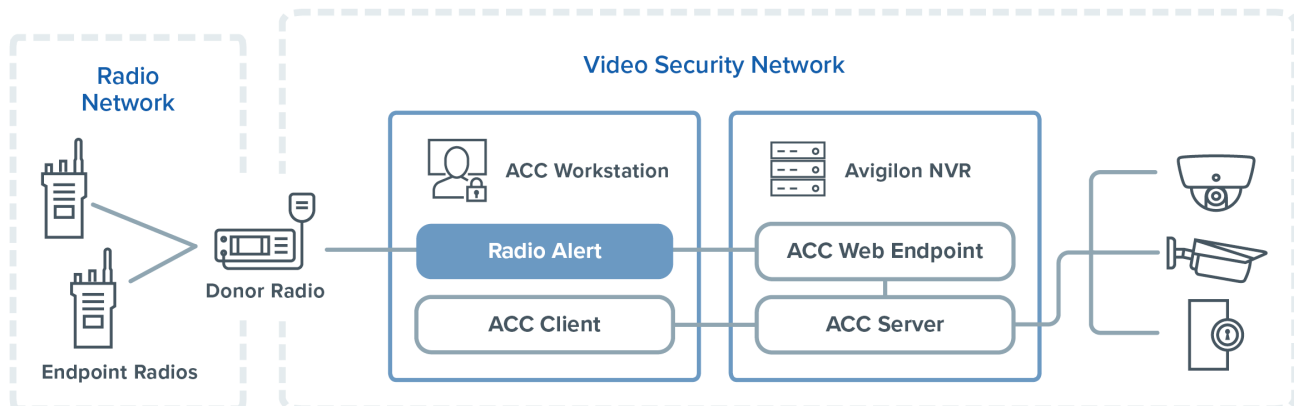 Radio
Network
Video Security Network
ACC Workstation
Avigilon NVR
Radio Alert
ACC Web Endpoint
Donor Radio
ACC Client
ACC Server
Endpoint Radios